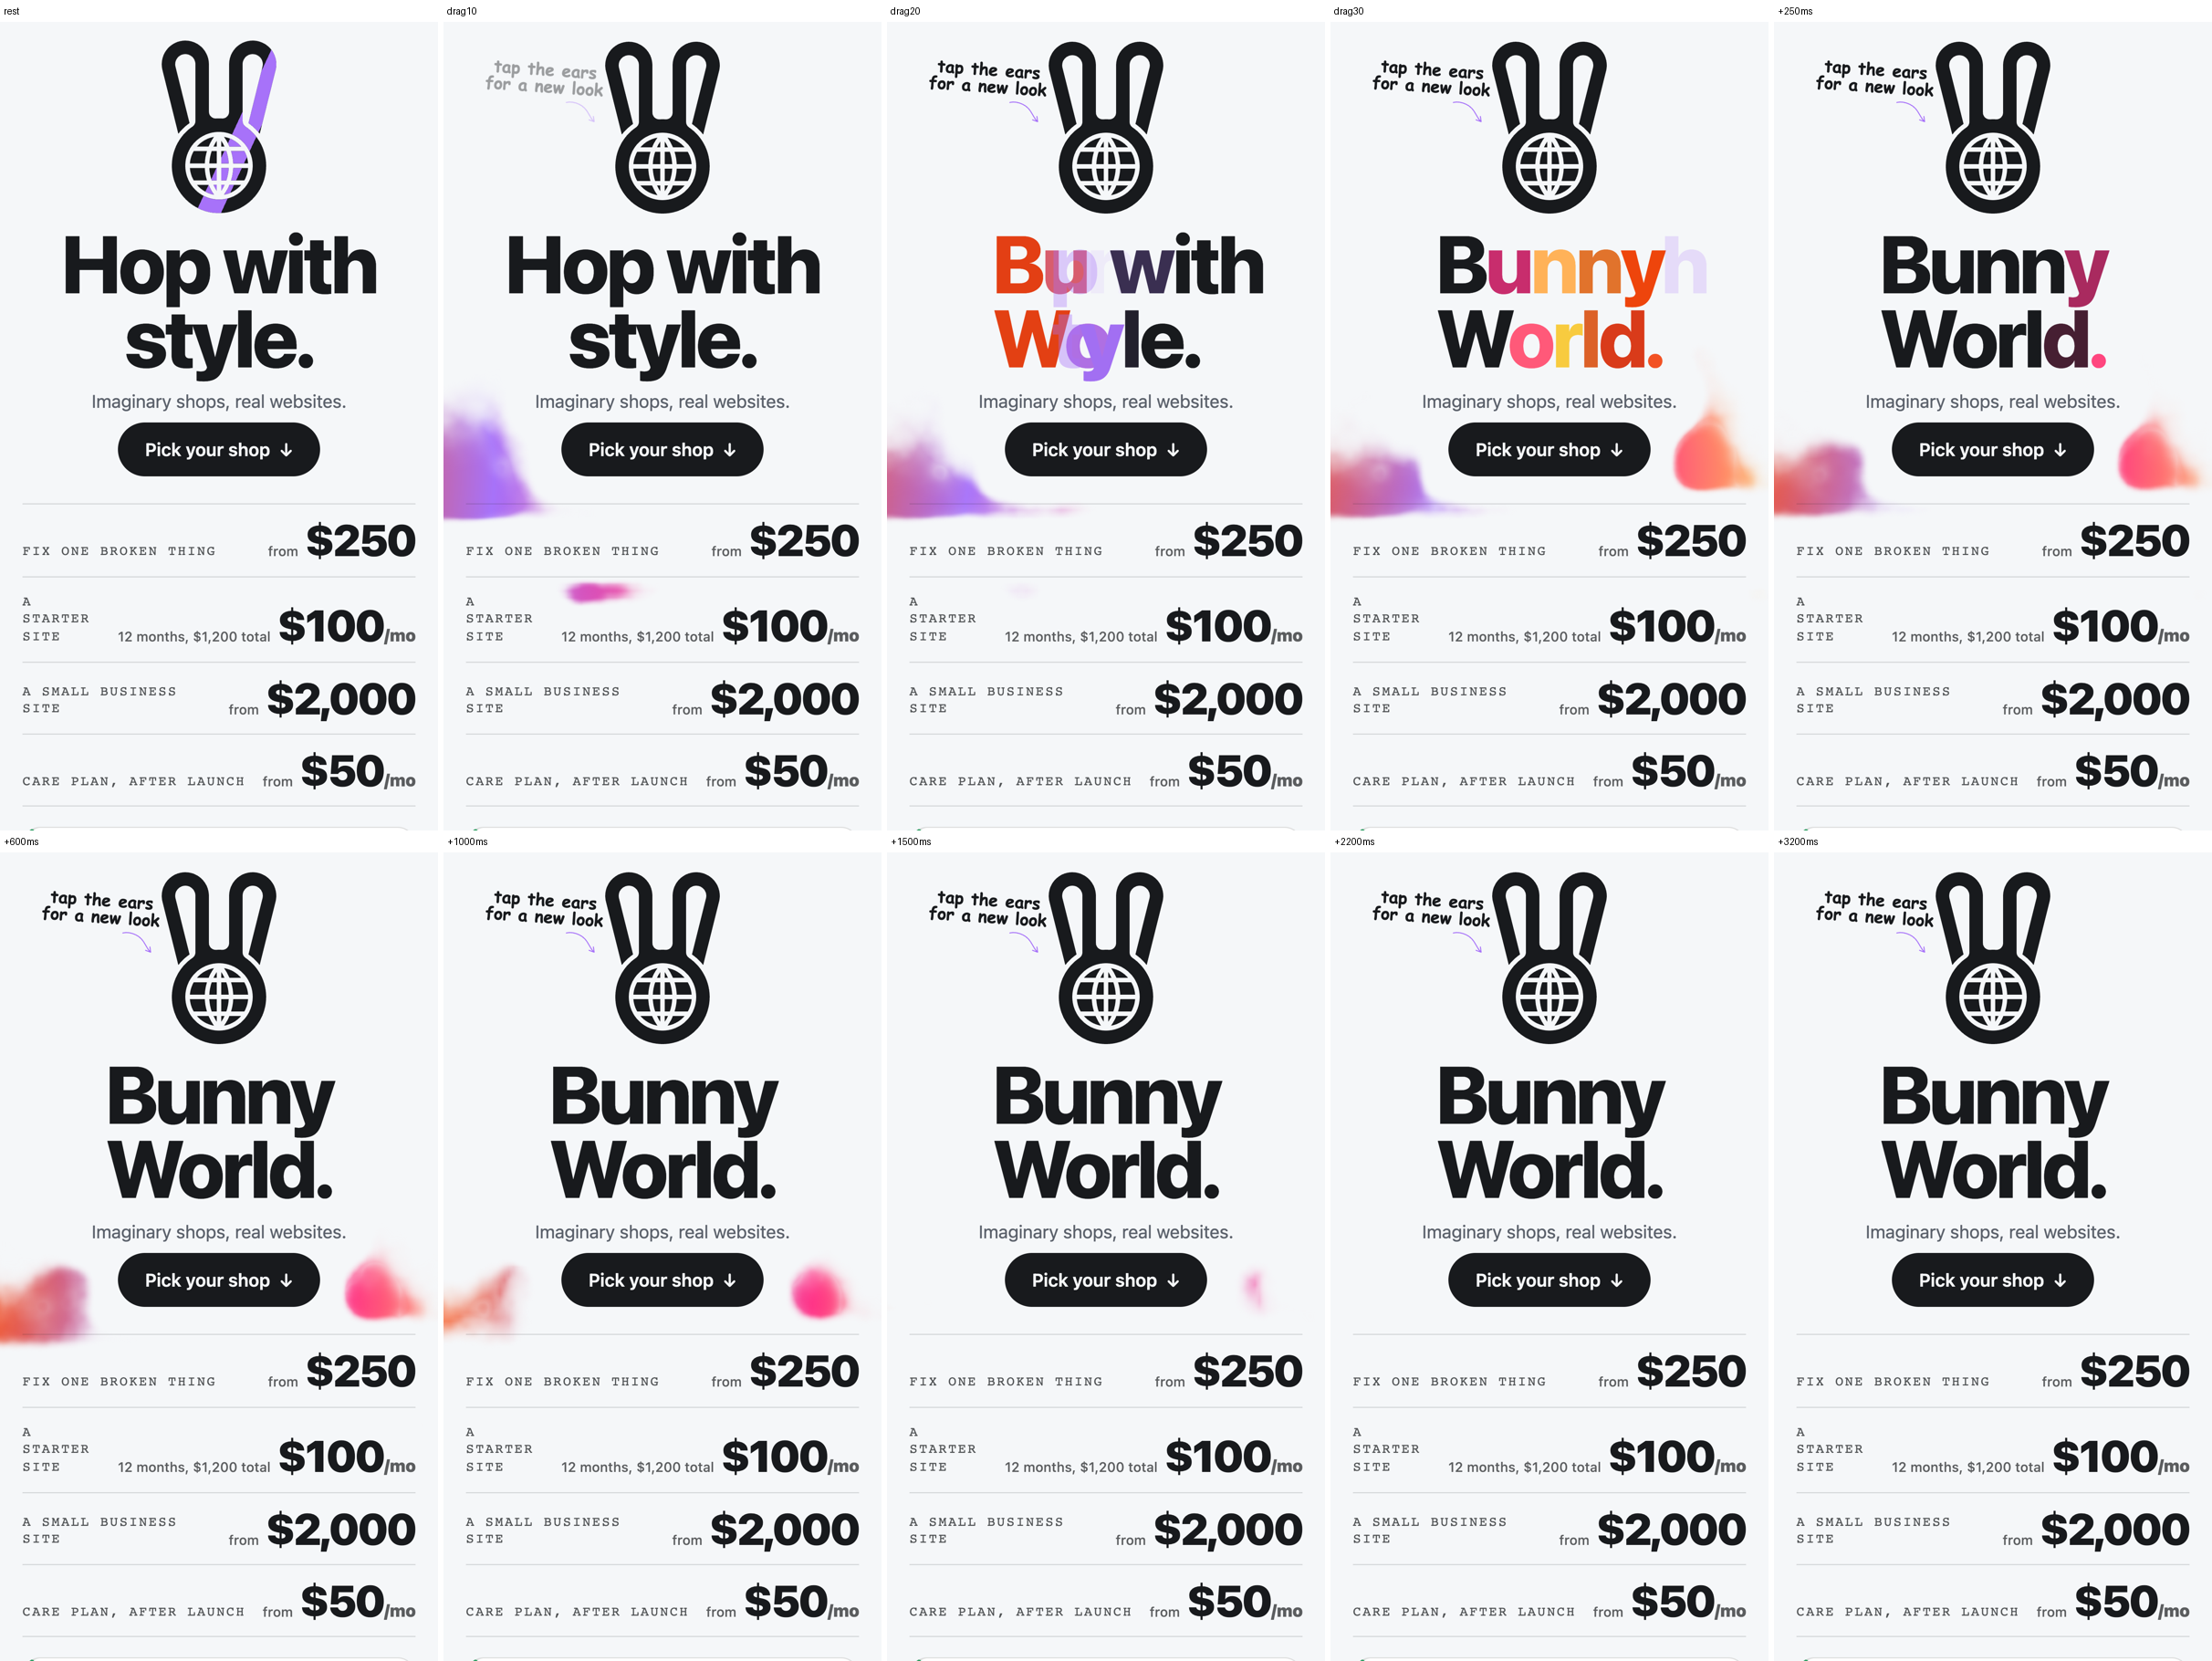 rest
Hop with
style.
Imaginary shops, real websites.
Pick your shop ↓
FIX ONE BROKEN THING from $250
A STARTER SITE 12 months, $1,200 total $100/mo
A SMALL BUSINESS SITE from $2,000
CARE PLAN, AFTER LAUNCH from $50/mo
drag10
tap the ears
for a new look
Hop with
style.
Imaginary shops, real websites.
Pick your shop ↓
FIX ONE BROKEN THING from $250
A STARTER SITE 12 months, $1,200 total $100/mo
A SMALL BUSINESS SITE from $2,000
CARE PLAN, AFTER LAUNCH from $50/mo
drag20
tap the ears
for a new look
Bup with
Woyle.
Imaginary shops, real websites.
Pick your shop ↓
FIX ONE BROKEN THING from $250
A STARTER SITE 12 months, $1,200 total $100/mo
A SMALL BUSINESS SITE from $2,000
CARE PLAN, AFTER LAUNCH from $50/mo
drag30
tap the ears
for a new look
Bunnyh
World.
Imaginary shops, real websites.
Pick your shop ↓
FIX ONE BROKEN THING from $250
A STARTER SITE 12 months, $1,200 total $100/mo
A SMALL BUSINESS SITE from $2,000
CARE PLAN, AFTER LAUNCH from $50/mo
+250ms
tap the ears
for a new look
Bunny
World.
Imaginary shops, real websites.
Pick your shop ↓
FIX ONE BROKEN THING from $250
A STARTER SITE 12 months, $1,200 total $100/mo
A SMALL BUSINESS SITE from $2,000
CARE PLAN, AFTER LAUNCH from $50/mo
+600ms
tap the ears
for a new look
Bunny
World.
Imaginary shops, real websites.
Pick your shop ↓
FIX ONE BROKEN THING from $250
A STARTER SITE 12 months, $1,200 total $100/mo
A SMALL BUSINESS SITE from $2,000
CARE PLAN, AFTER LAUNCH from $50/mo
+1000ms
tap the ears
for a new look
Bunny
World.
Imaginary shops, real websites.
Pick your shop ↓
FIX ONE BROKEN THING from $250
A STARTER SITE 12 months, $1,200 total $100/mo
A SMALL BUSINESS SITE from $2,000
CARE PLAN, AFTER LAUNCH from $50/mo
+1500ms
tap the ears
for a new look
Bunny
World.
Imaginary shops, real websites.
Pick your shop ↓
FIX ONE BROKEN THING from $250
A STARTER SITE 12 months, $1,200 total $100/mo
A SMALL BUSINESS SITE from $2,000
CARE PLAN, AFTER LAUNCH from $50/mo
+2200ms
tap the ears
for a new look
Bunny
World.
Imaginary shops, real websites.
Pick your shop ↓
FIX ONE BROKEN THING from $250
A STARTER SITE 12 months, $1,200 total $100/mo
A SMALL BUSINESS SITE from $2,000
CARE PLAN, AFTER LAUNCH from $50/mo
+3200ms
tap the ears
for a new look
Bunny
World.
Imaginary shops, real websites.
Pick your shop ↓
FIX ONE BROKEN THING from $250
A STARTER SITE 12 months, $1,200 total $100/mo
A SMALL BUSINESS SITE from $2,000
CARE PLAN, AFTER LAUNCH from $50/mo